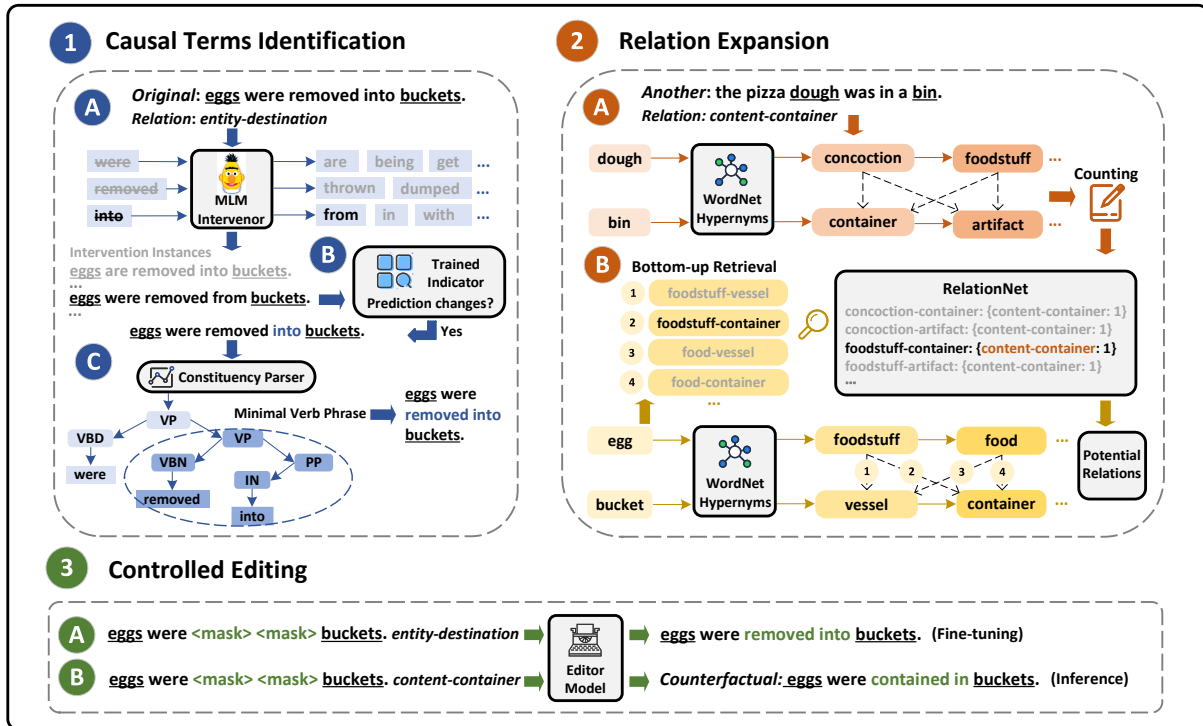 1 Causal Terms Identification
A
Original: eggs were removed into buckets.
Relation: entity-destination
were
removed
into
MLM
Intervenor
are being get ...
thrown dumped ...
from in with ...
Intervention Instances
eggs are removed into buckets.
...
eggs were removed from buckets.
...
B
Trained
Indicator
Prediction changes?
Yes
eggs were removed into buckets.
C
Constituency Parser
Minimal Verb Phrase
eggs were
removed into
buckets.
VP
VBD
VP
were
VBN
PP
IN
removed
into
2 Relation Expansion
A
Another: the pizza dough was in a bin.
Relation: content-container
dough
bin
WordNet
Hypernyms
concoction foodstuff ...
container artifact ...
Counting
B
Bottom-up Retrieval
1 foodstuff-vessel
2 foodstuff-container
3 food-vessel
4 food-container
...
RelationNet
concoction-container: {content-container: 1}
concoction-artifact: {content-container: 1}
foodstuff-container: {content-container: 1}
foodstuff-artifact: {content-container: 1}
...
egg
bucket
WordNet
Hypernyms
foodstuff food ...
1 2 3 4
vessel container ...
Potential
Relations
3 Controlled Editing
A eggs were <mask> <mask> buckets. entity-destination
B eggs were <mask> <mask> buckets. content-container
Editor
Model
eggs were removed into buckets. (Fine-tuning)
Counterfactual: eggs were contained in buckets. (Inference)